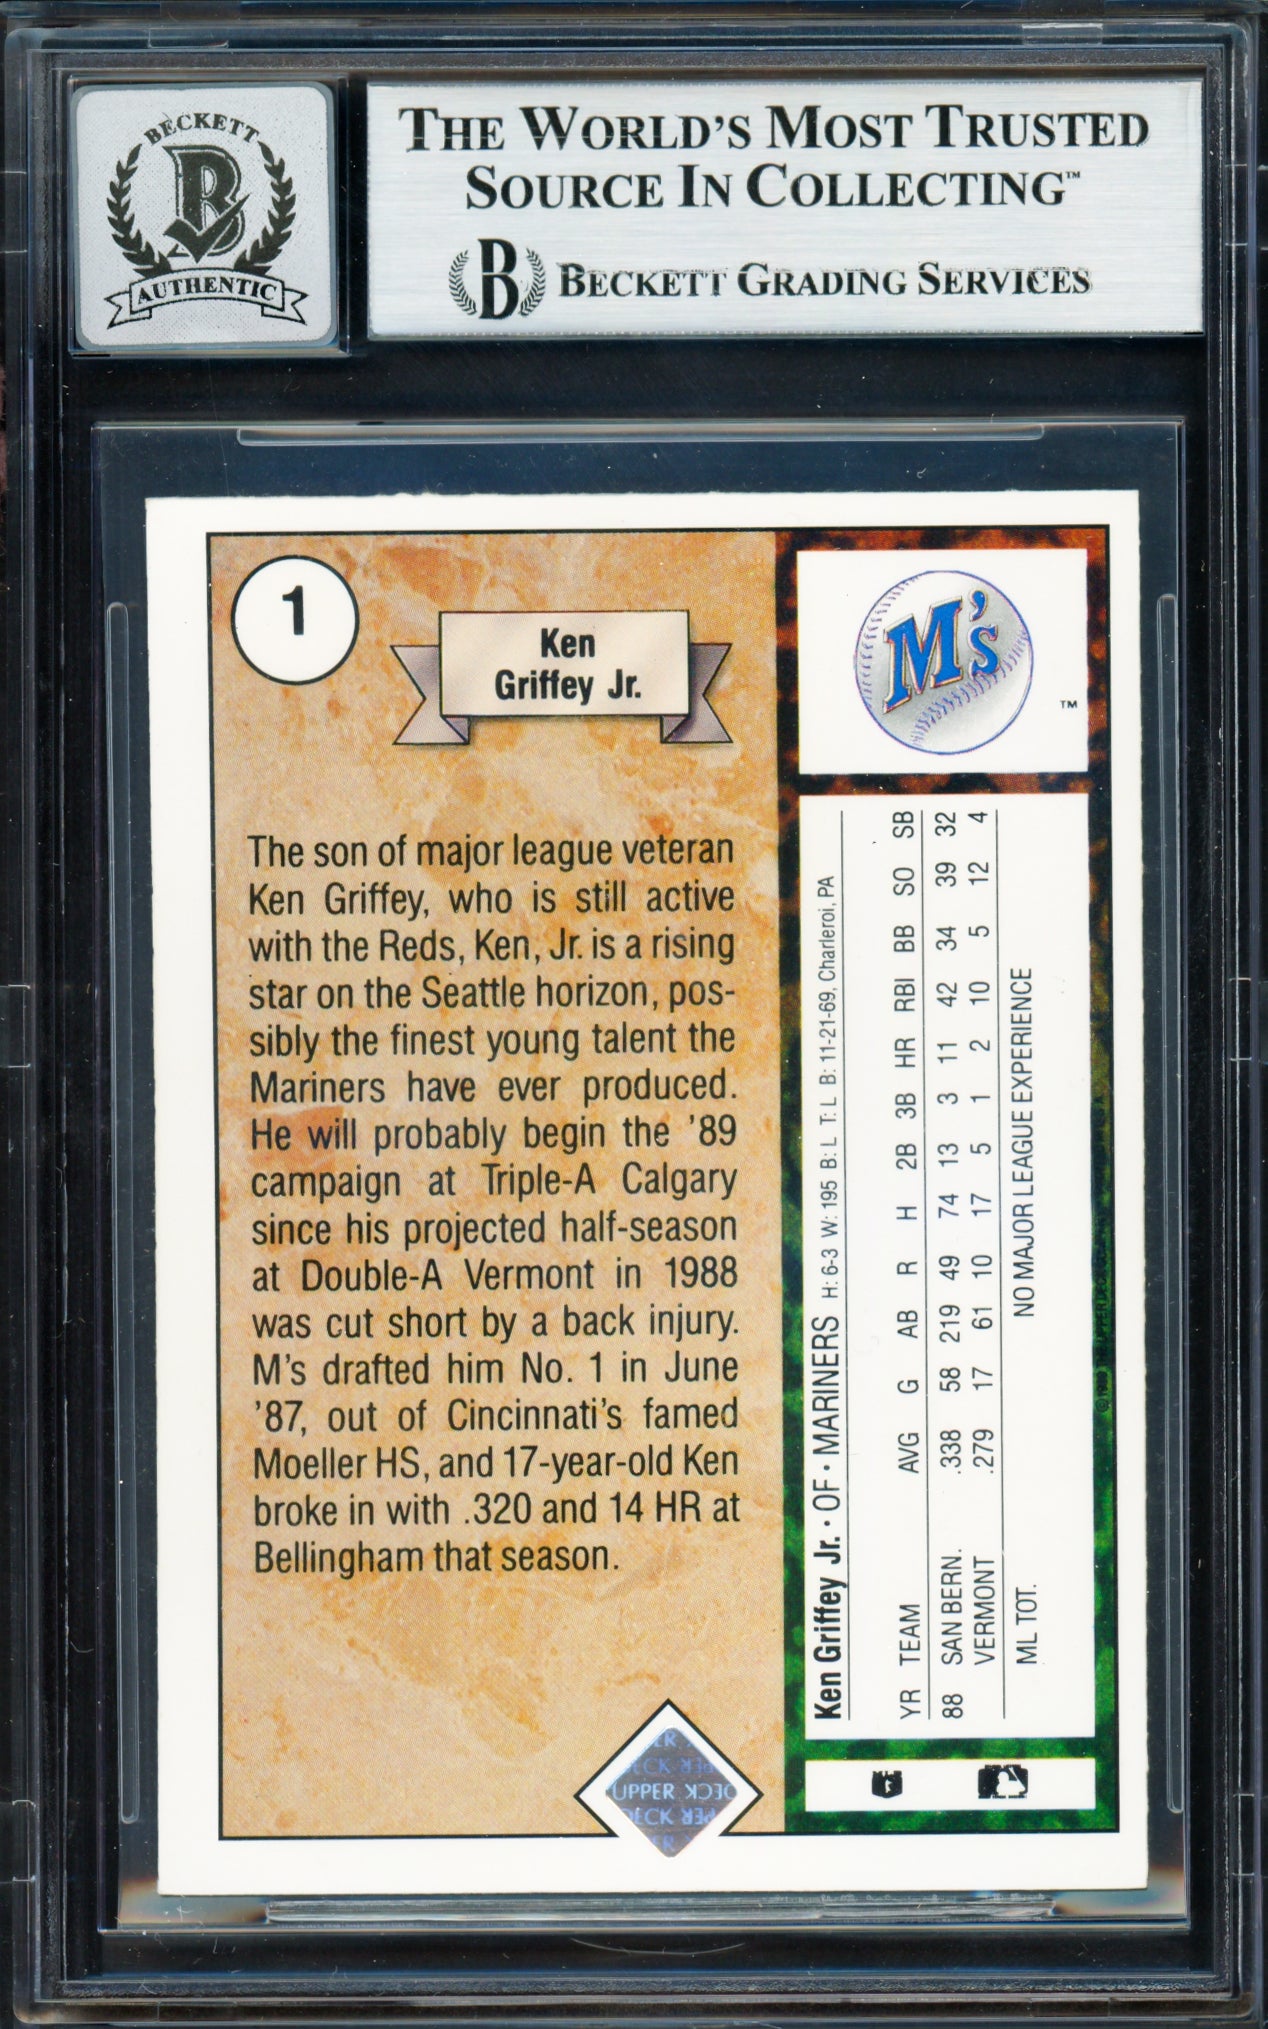 BECKETT
B
AUTHENTIC
THE WORLD'S MOST TRUSTED
SOURCE IN COLLECTING™
B BECKETT GRADING SERVICES
1
Ken
Griffey Jr.
The son of major league veteran
Ken Griffey, who is still active
with the Reds, Ken, Jr. is a rising
star on the Seattle horizon, pos-
sibly the finest young talent the
Mariners have ever produced.
He will probably begin the '89
campaign at Triple-A Calgary
since his projected half-season
at Double-A Vermont in 1988
was cut short by a back injury.
M's drafted him No. 1 in June
'87, out of Cincinnati's famed
Moeller HS, and 17-year-old Ken
broke in with .320 and 14 HR at
Bellingham that season.
M's
TM
Ken Griffey Jr. • OF • MARINERS H: 6-3 W: 195 B: L T: L B: 11-21-69, Charleroi, PA
YR TEAM AVG G AB R H 2B 3B HR RBI BB SO SB
88 SAN BERN. .338 58 219 49 74 13 3 11 42 34 39 32
VERMONT .279 17 61 10 17 5 1 2 10 5 12 4
ML TOT. NO MAJOR LEAGUE EXPERIENCE
UPPER DECK